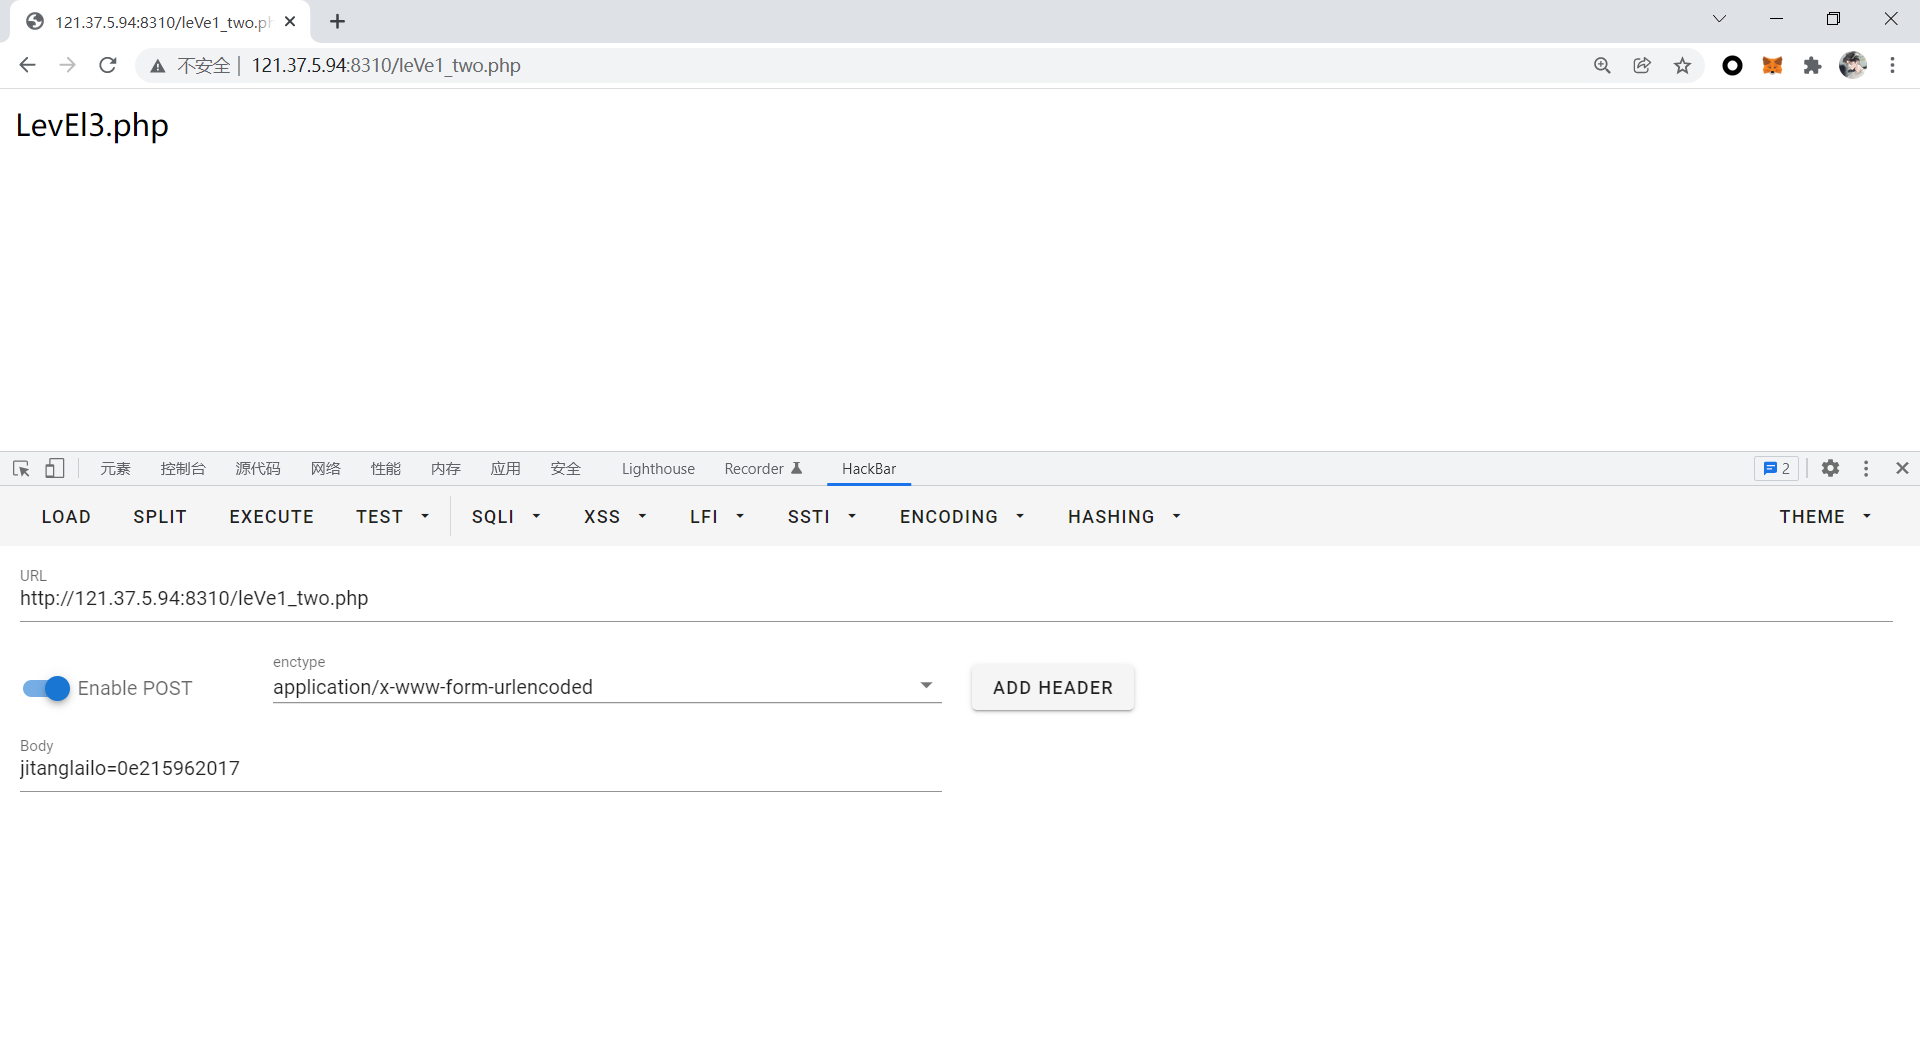 121.37.5.94:8310/leVe1_two.ph
不安全 | 121.37.5.94:8310/leVe1_two.php
LevEl3.php
元素 控制台 源代码 网络 性能 内存 应用 安全 Lighthouse Recorder HackBar 2
LOAD SPLIT EXECUTE TEST SQLI XSS LFI SSTI ENCODING HASHING THEME
URL
http://121.37.5.94:8310/leVe1_two.php
enctype
Enable POST application/x-www-form-urlencoded ADD HEADER
Body
jitanglailo=0e215962017